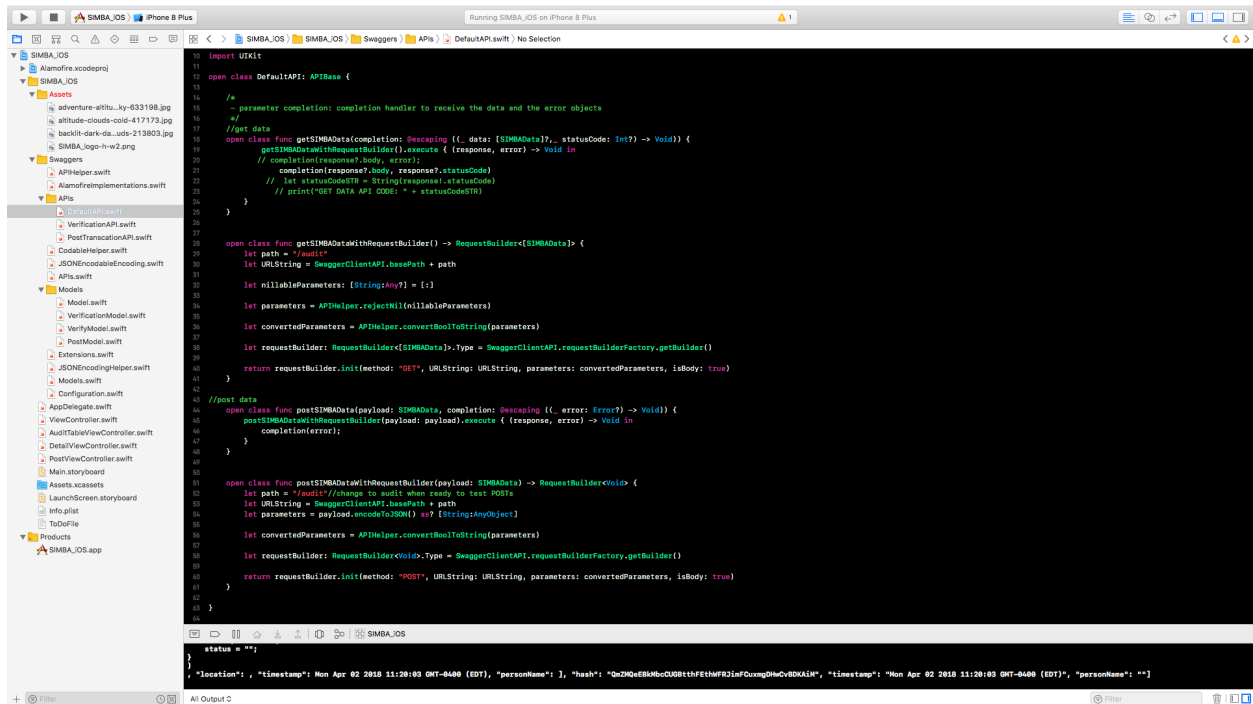 SIMBA_iOS
iPhone 8 Plus
Running SIMBA_iOS on iPhone 8 Plus
1
SIMBA_iOS
SIMBA_iOS
Swaggers
APIs
DefaultAPI.swift
No Selection
SIMBA_iOS
Alamofire.xcodeproj
SIMBA_iOS
Assets
adventure-altitu...ky-633198.jpg
altitude-clouds-cold-417173.jpg
backlit-dark-da...uds-213803.jpg
SIMBA_logo-h-w2.png
Swaggers
APIHelper.swift
AlamofireImplementations.swift
APIs
DefaultAPI.swift
VerificationAPI.swift
PostTranscationAPI.swift
CodableHelper.swift
JSONEncodableEncoding.swift
APIs.swift
Models
Model.swift
VerificationModel.swift
VerifyModel.swift
PostModel.swift
Extensions.swift
JSONEncodingHelper.swift
Models.swift
Configuration.swift
AppDelegate.swift
ViewController.swift
AuditTableViewController.swift
DetailViewController.swift
PostViewController.swift
Main.storyboard
Assets.xcassets
LaunchScreen.storyboard
Info.plist
ToDoFile
Products
SIMBA_iOS.app
Filter
10 import UIKit
11
12 open class DefaultAPI: APIBase {
13
14 /*
15 - parameter completion: completion handler to receive the data and the error objects
16 */
17 //get data
18 open class func getSIMBAData(completion: @escaping ((_ data: [SIMBAData]?,_ statusCode: Int?) -> Void)) {
19 getSIMBADataWithRequestBuilder().execute { (response, error) -> Void in
20 // completion(response?.body, error);
21 completion(response?.body, response?.statusCode)
22 // let statusCodeSTR = String(response!.statusCode)
23 // print("GET DATA API CODE: " + statusCodeSTR)
24 }
25 }
26
27
28 open class func getSIMBADataWithRequestBuilder() -> RequestBuilder<[SIMBAData]> {
29 let path = "/audit"
30 let URLString = SwaggerClientAPI.basePath + path
31
32 let nillableParameters: [String:Any?] = [:]
33
34 let parameters = APIHelper.rejectNil(nillableParameters)
35
36 let convertedParameters = APIHelper.convertBoolToString(parameters)
37
38 let requestBuilder: RequestBuilder<[SIMBAData]>.Type = SwaggerClientAPI.requestBuilderFactory.getBuilder()
39
40 return requestBuilder.init(method: "GET", URLString: URLString, parameters: convertedParameters, isBody: true)
41 }
42
43 //post data
44 open class func postSIMBAData(payload: SIMBAData, completion: @escaping ((_ error: Error?) -> Void)) {
45 postSIMBADataWithRequestBuilder(payload: payload).execute { (response, error) -> Void in
46 completion(error);
47 }
48 }
49
50
51 open class func postSIMBADataWithRequestBuilder(payload: SIMBAData) -> RequestBuilder<Void> {
52 let path = "/audit"//change to audit when ready to test POSTs
53 let URLString = SwaggerClientAPI.basePath + path
54 let parameters = payload.encodeToJSON() as? [String:AnyObject]
55
56 let convertedParameters = APIHelper.convertBoolToString(parameters)
57
58 let requestBuilder: RequestBuilder<Void>.Type = SwaggerClientAPI.requestBuilderFactory.getBuilder()
59
60 return requestBuilder.init(method: "POST", URLString: URLString, parameters: convertedParameters, isBody: true)
61 }
62
63 }
64
SIMBA_iOS
status = "";
}
)
, "location": , "timestamp": Mon Apr 02 2018 11:20:03 GMT-0400 (EDT), "personName": ], "hash": "QmZMQeEBkMbcCUGBtthFEthWFRJimFCuxmgDHwCvBDKAiM", "timestamp": "Mon Apr 02 2018 11:20:03 GMT-0400 (EDT)", "personName": ""]
All Output
Filter